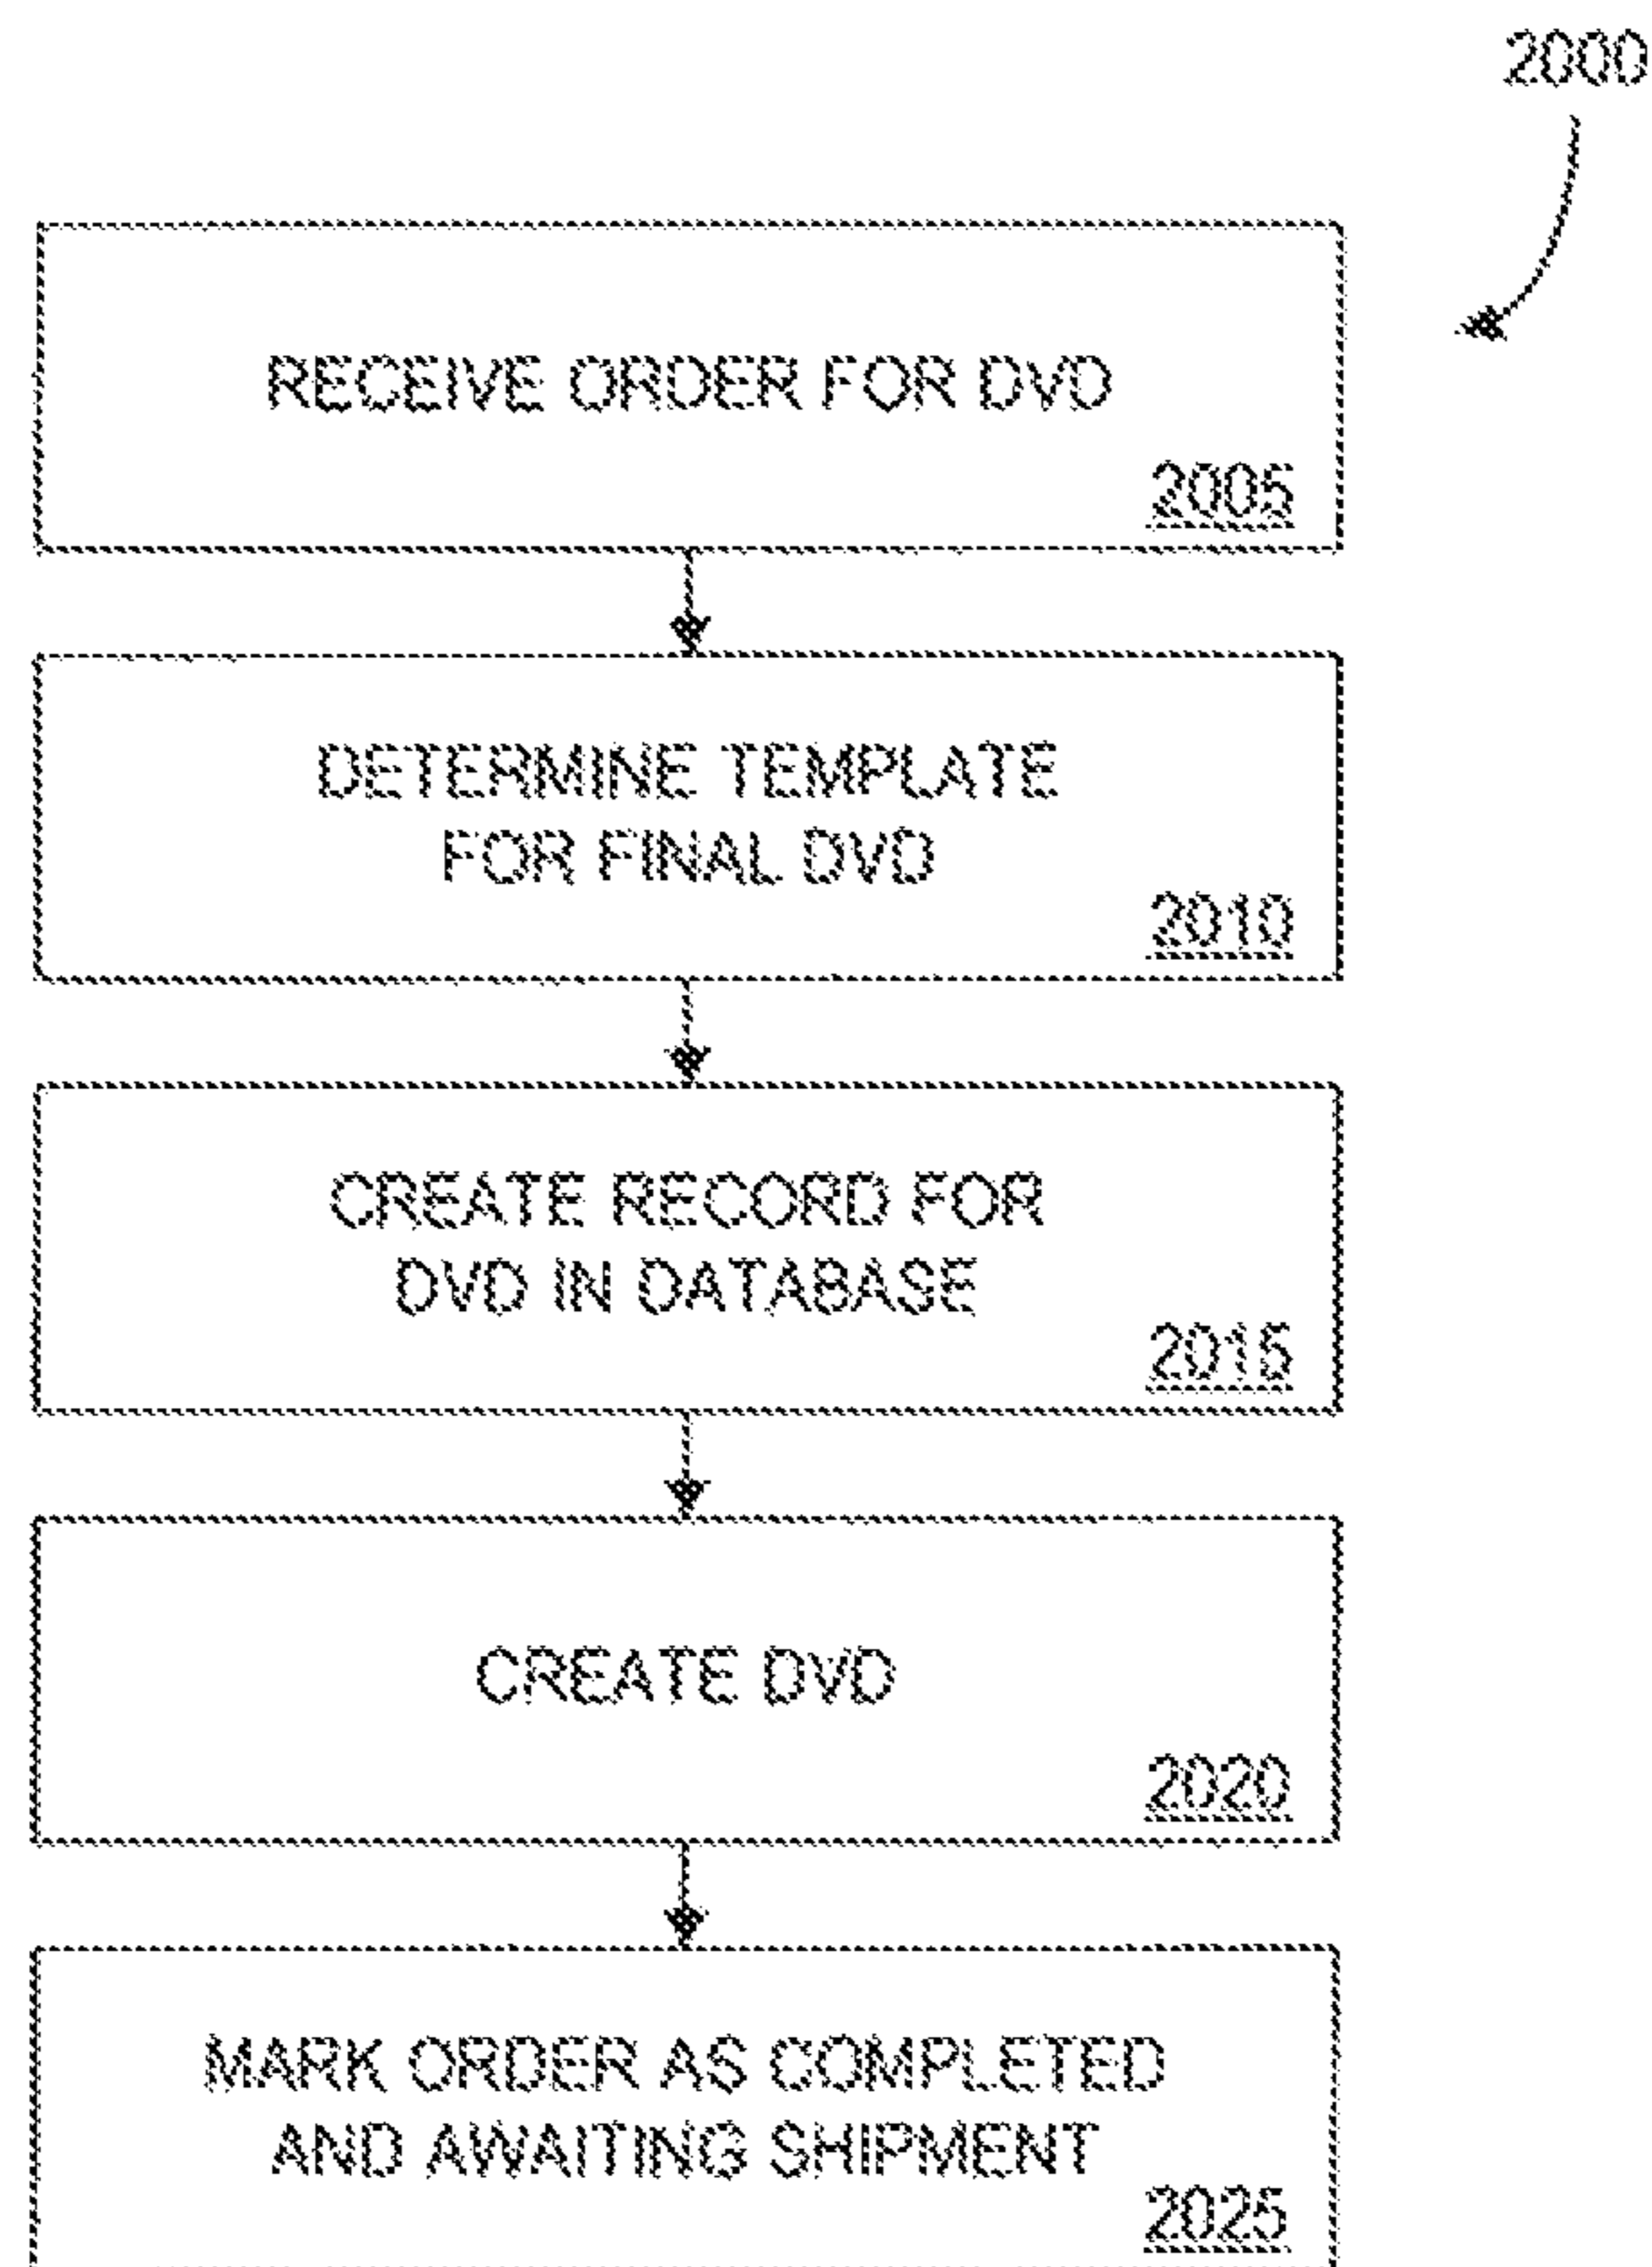 2000
RECEIVE ORDER FOR DVD
2005
DETERMINE TEMPLATE
FOR FINAL DVD
2010
CREATE RECORD FOR
DVD IN DATABASE
2015
CREATE DVD
2020
MARK ORDER AS COMPLETED
AND AWAITING SHIPMENT
2025